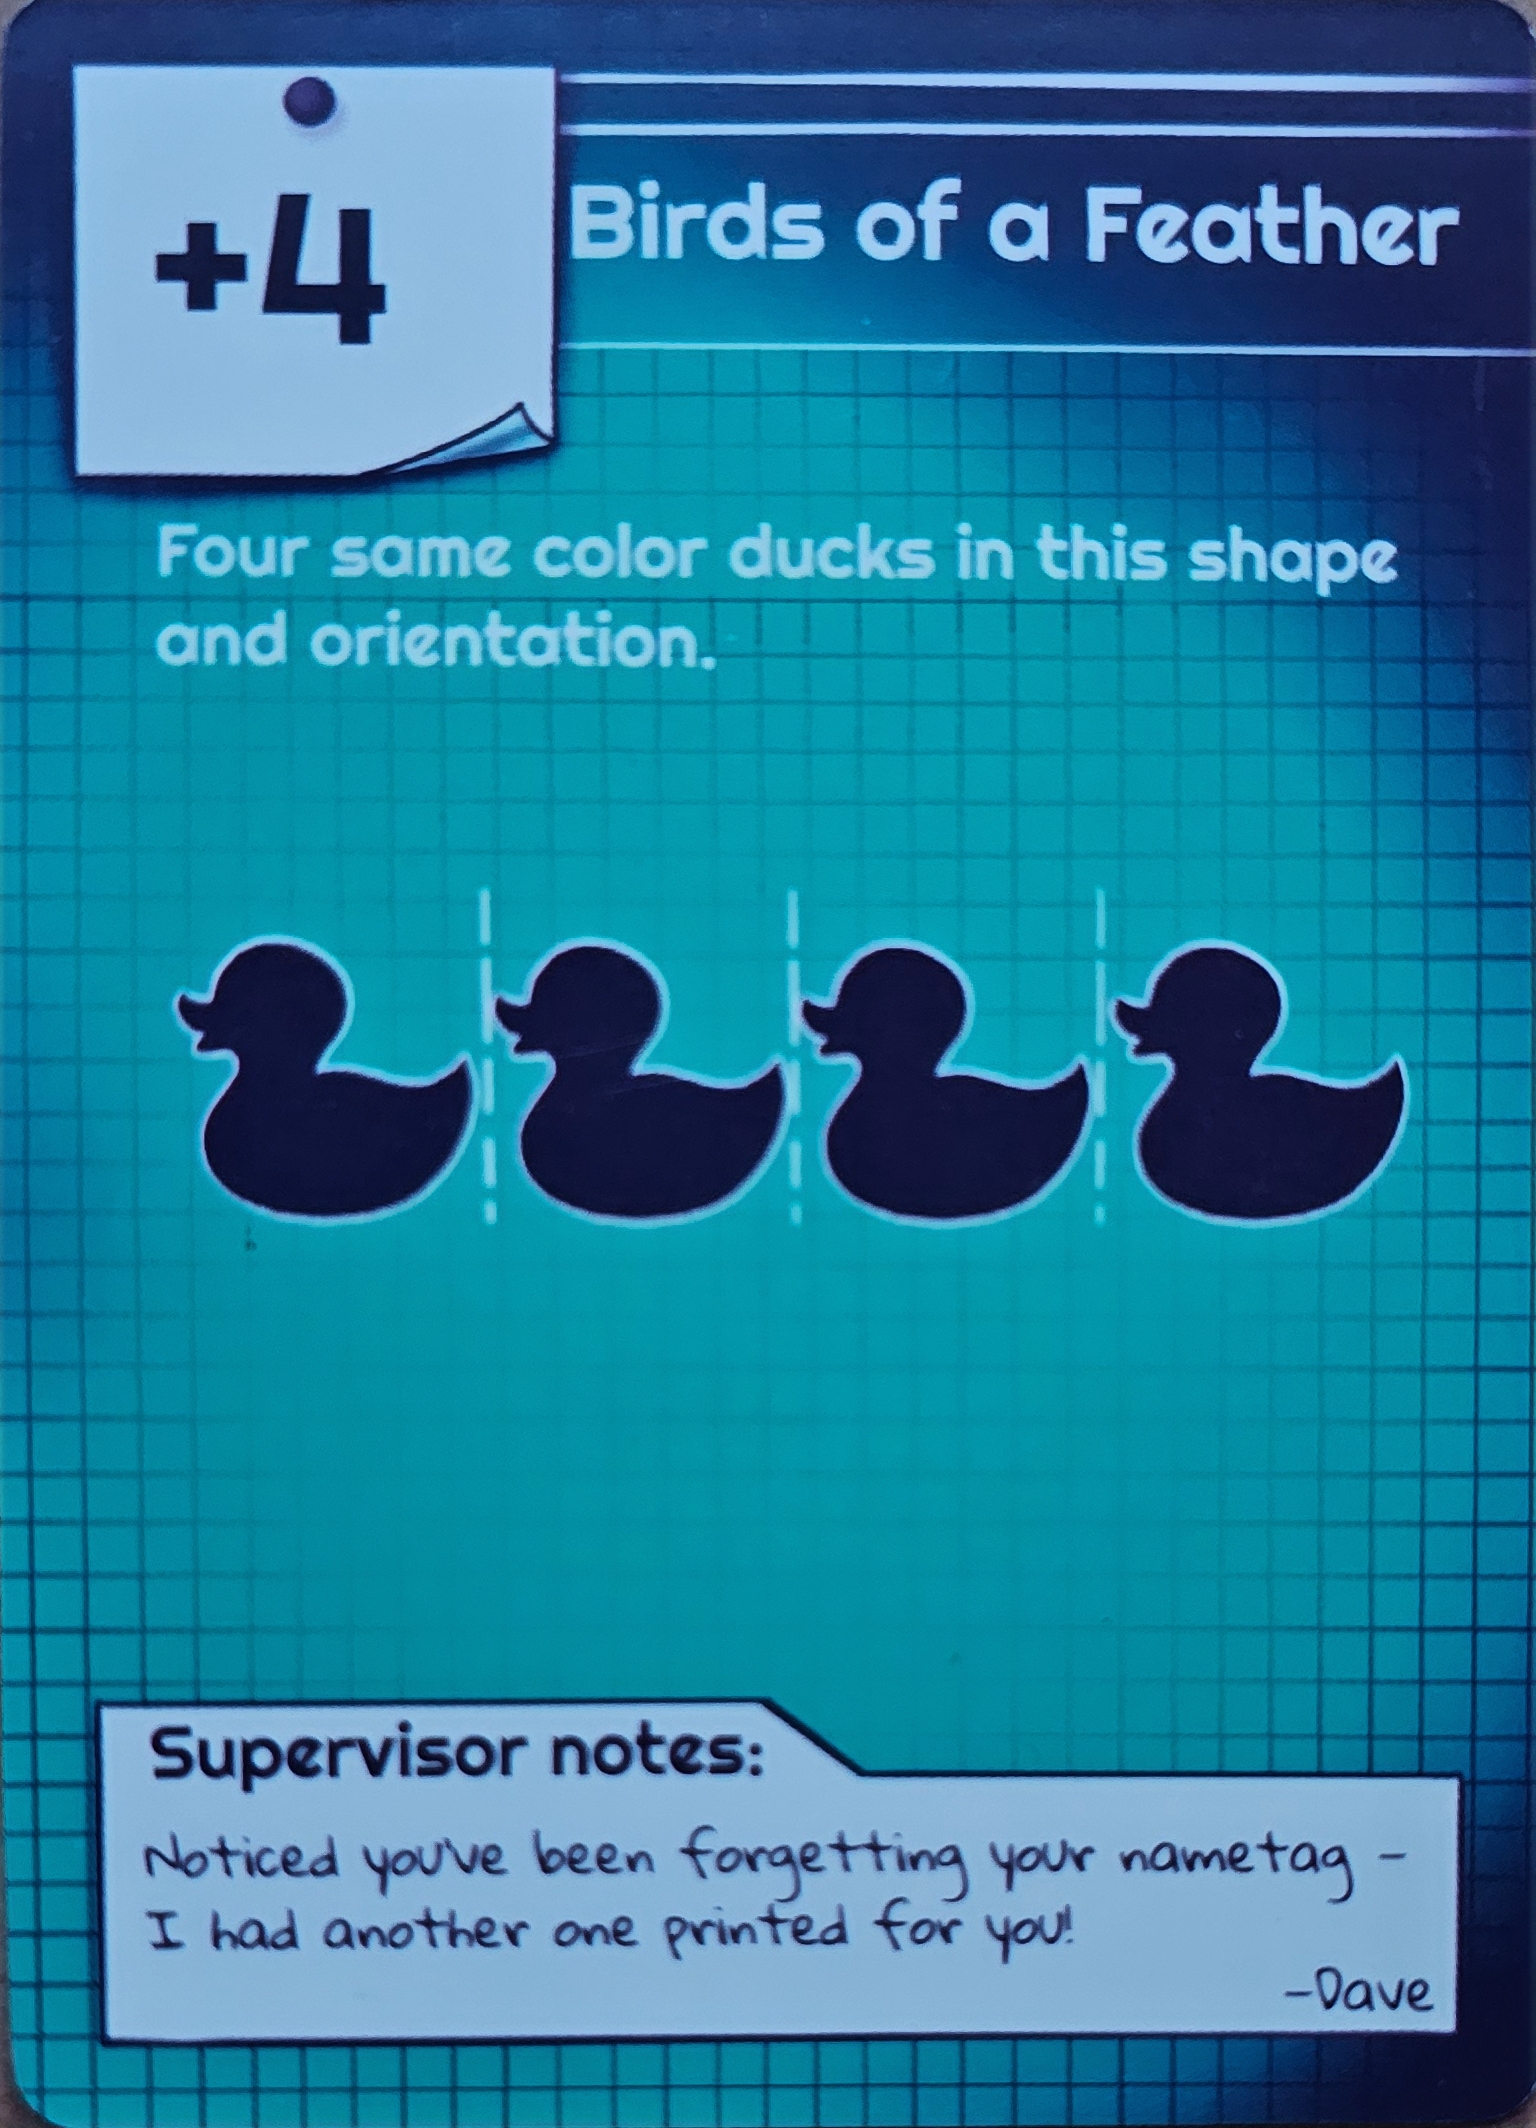 +4
Birds of a Feather
Four same color ducks in this shape
and orientation.
Supervisor notes:
Noticed you've been forgetting your nametag -
I had another one printed for you!
-Dave